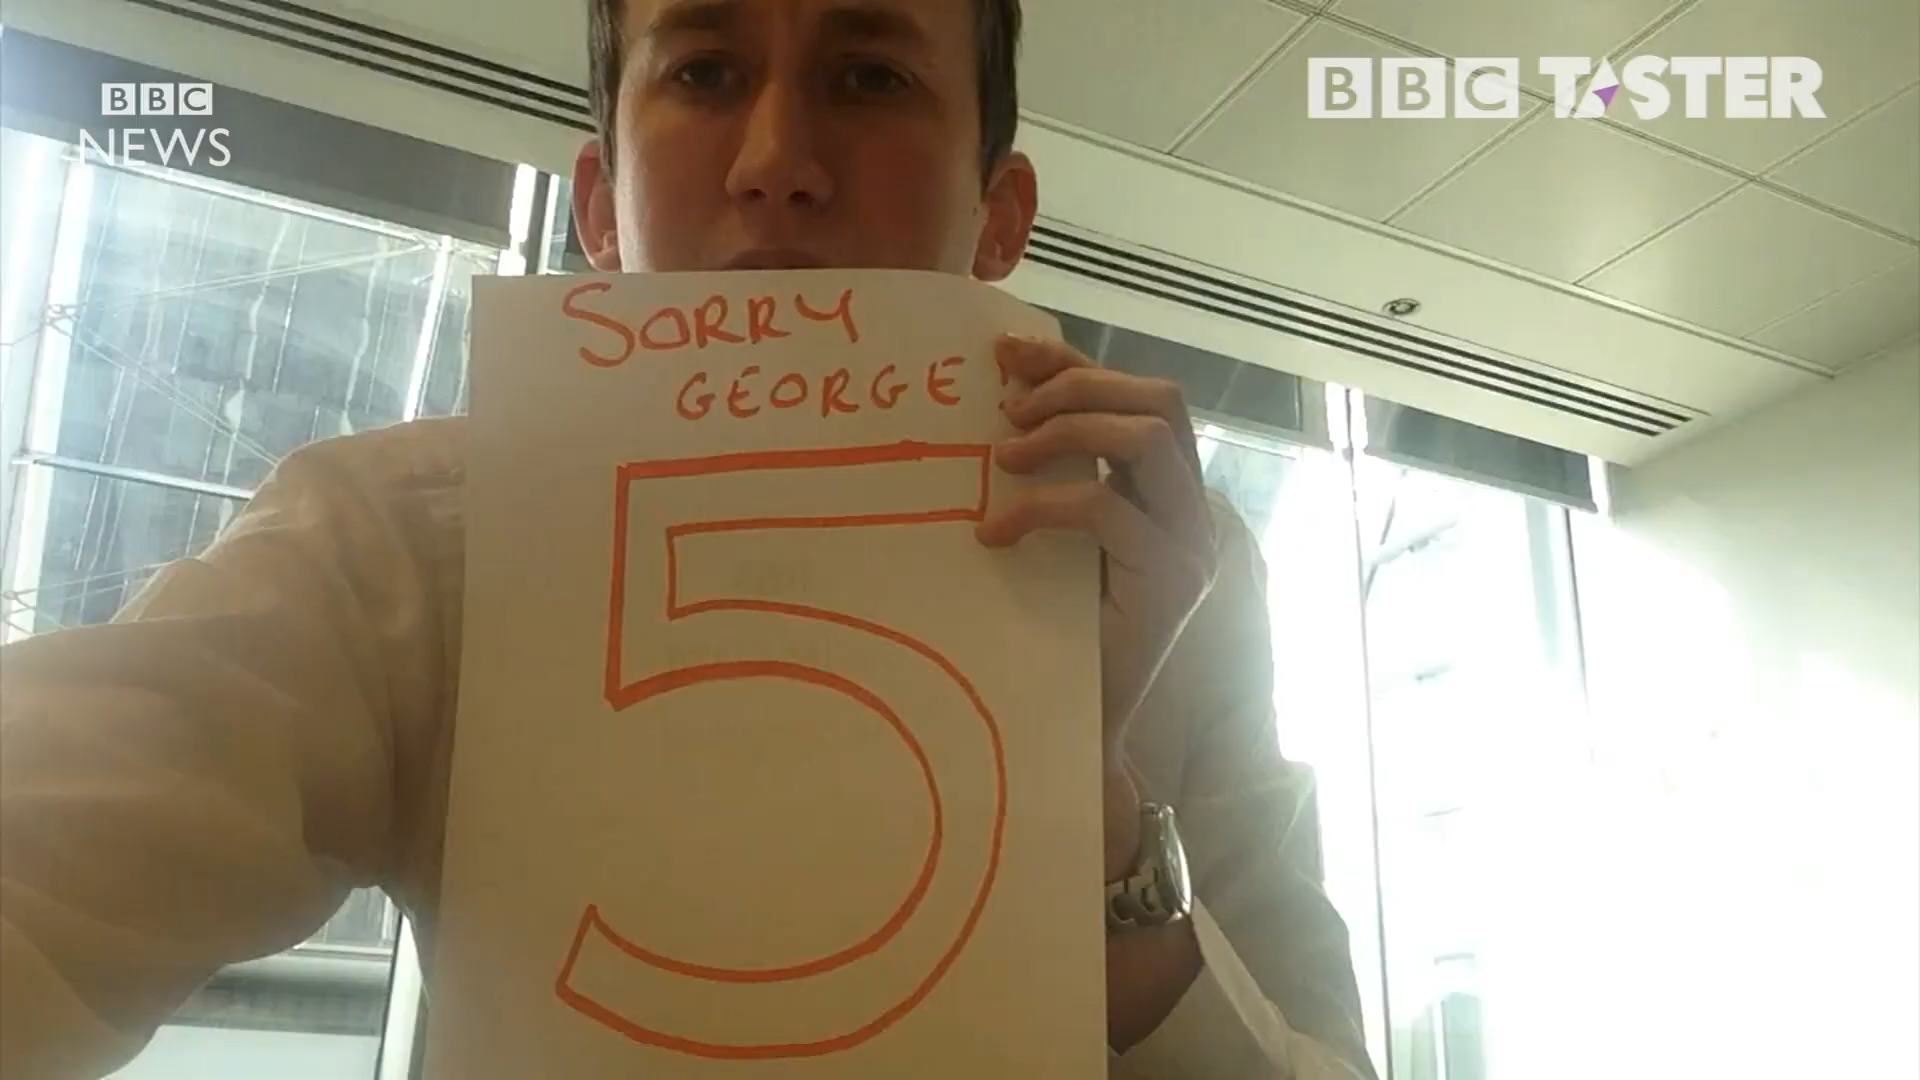 BBC NEWS
BBC TASTER
SORRY
GEORGE!
5